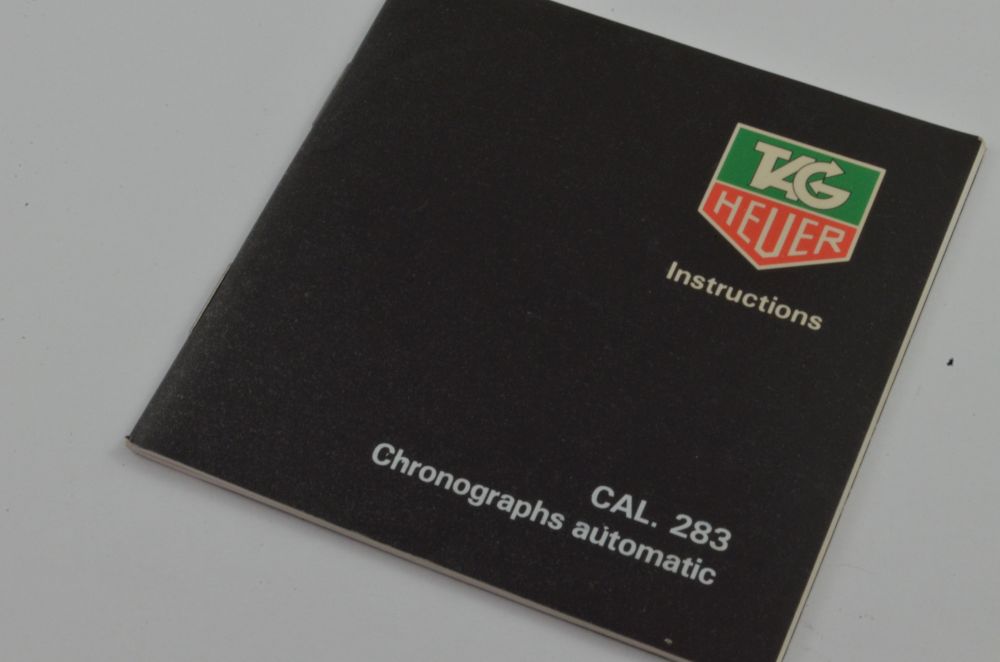 TAG
HEUER
Instructions
CAL. 283
Chronographs automatic